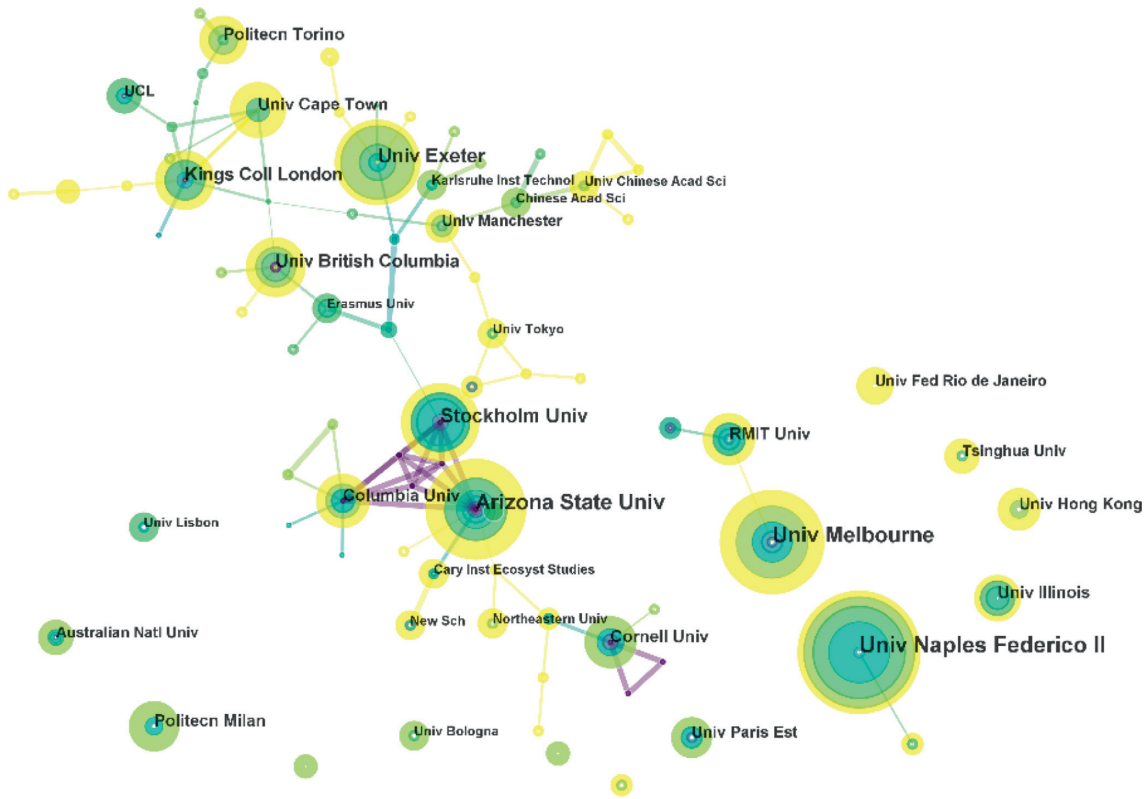 Politecn Torino
UCL
Univ Cape Town
Univ Exeter
Kings Coll London
Karlsruhe Inst Technol
Univ Chinese Acad Sci
Chinese Acad Sci
Univ Manchester
Univ British Columbia
Erasmus Univ
Univ Tokyo
Univ Fed Rio de Janeiro
Stockholm Univ
RMIT Univ
Tsinghua Univ
Columbia Univ
Arizona State Univ
Univ Hong Kong
Univ Lisbon
Univ Melbourne
Cary Inst Ecosyst Studies
Univ Illinois
New Sch
Northeastern Univ
Australian Natl Univ
Cornell Univ
Univ Naples Federico II
Politecn Milan
Univ Bologna
Univ Paris Est